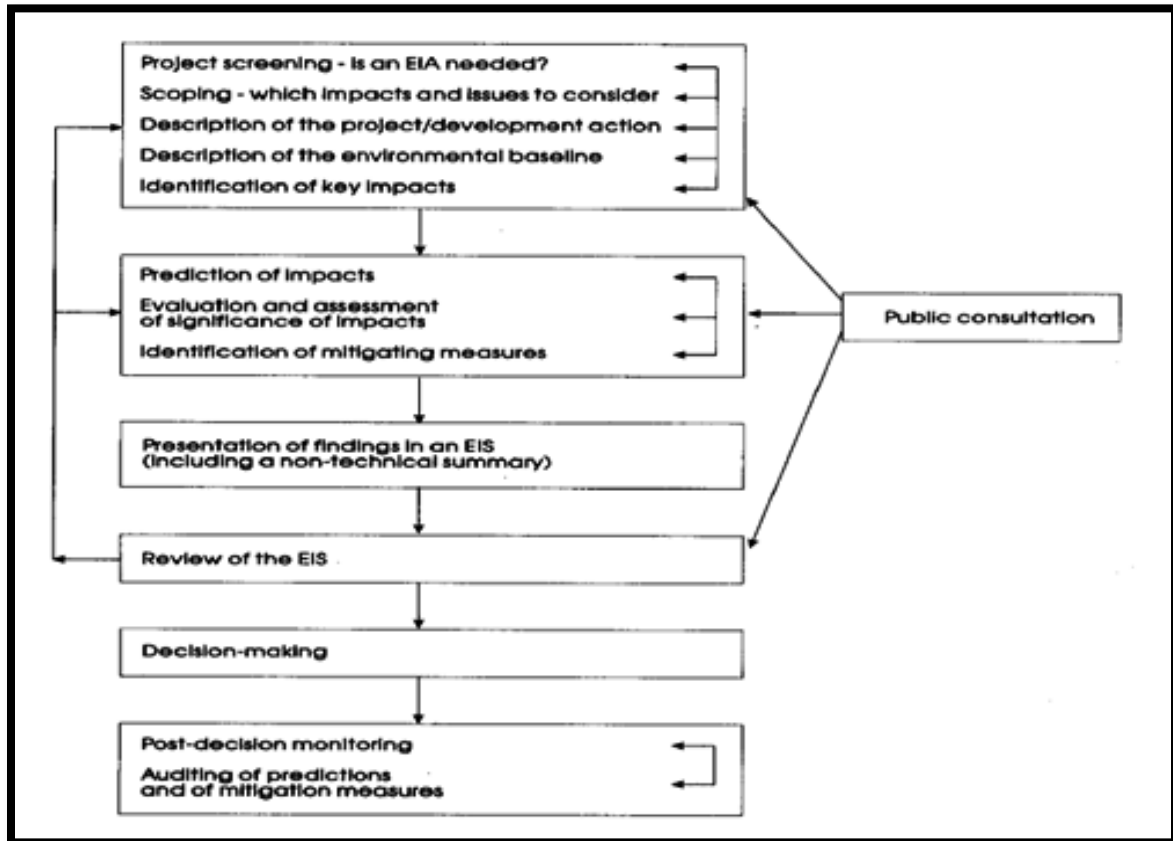 Project screening - is an EIA needed?
Scoping - which impacts and issues to consider
Description of the project/development action
Description of the environmental baseline
Identification of key impacts
Prediction of impacts
Evaluation and assessment
of significance of impacts
Identification of mitigating measures
Public consultation
Presentation of findings in an EIS
(including a non-technical summary)
Review of the EIS
Decision-making
Post-decision monitoring
Auditing of predictions
and of mitigation measures